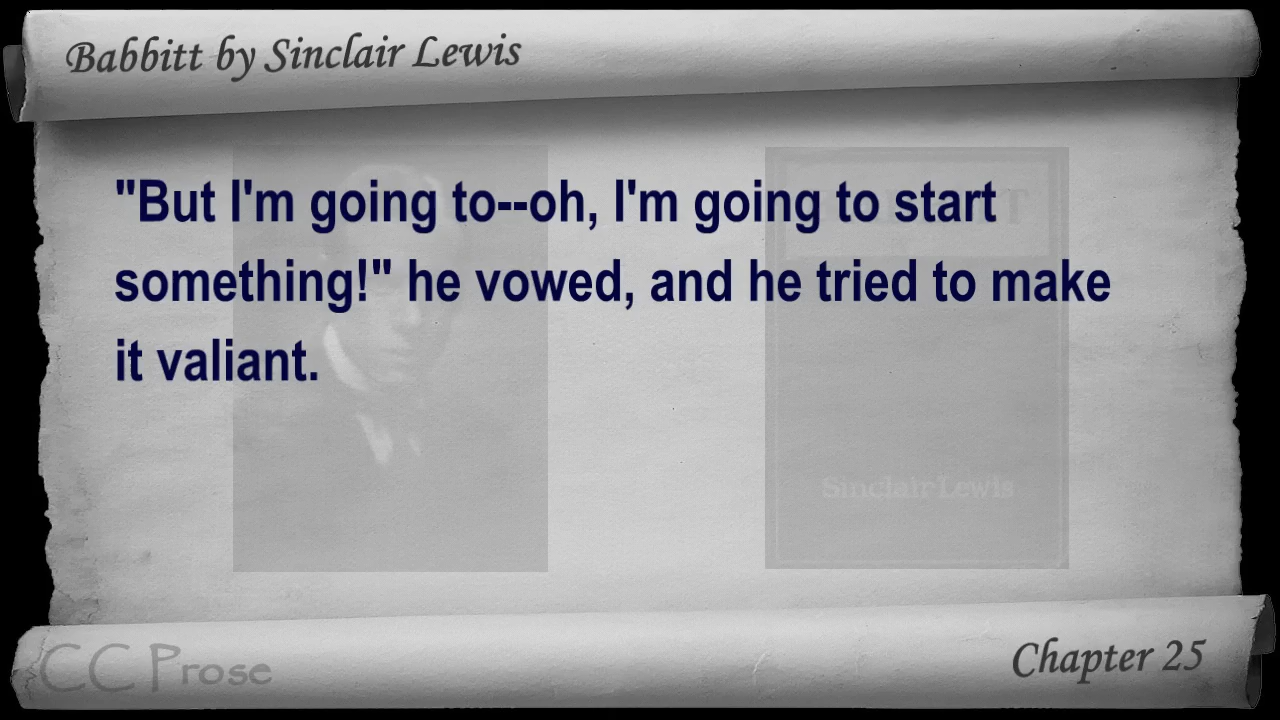 Babbitt by Sinclair Lewis
"But I'm going to--oh, I'm going to start
something!" he vowed, and he tried to make
it valiant.
Sinclair Lewis
CC Prose
Chapter 25